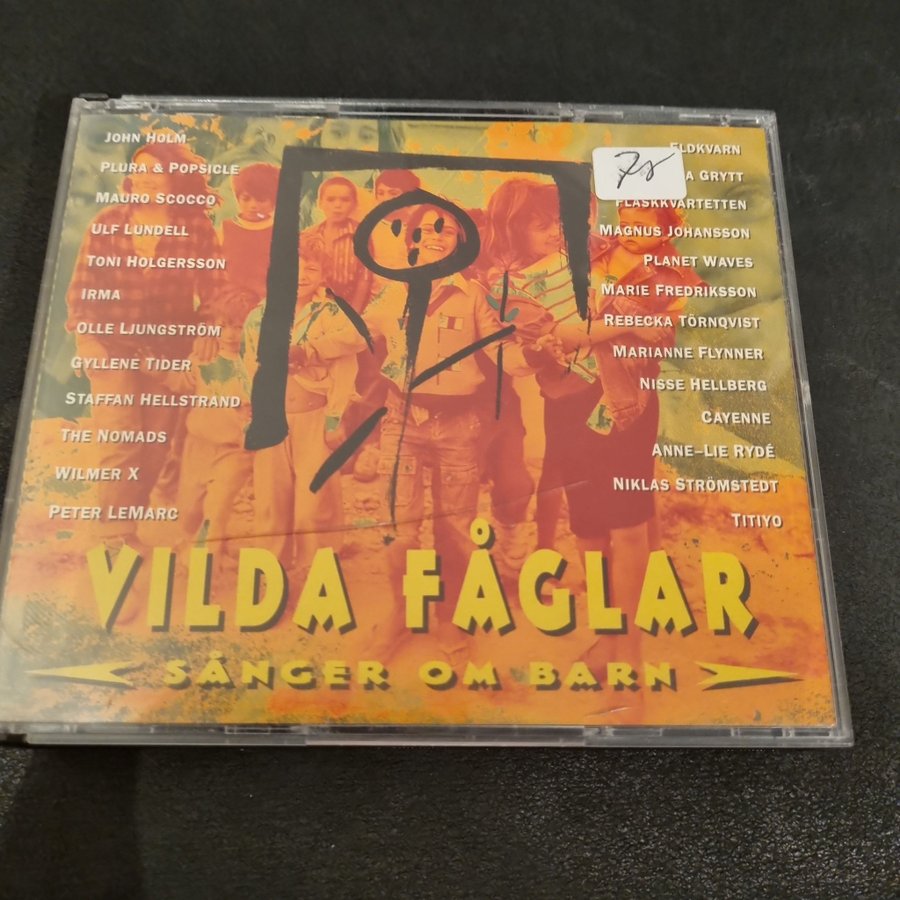 JOHN HOLM
PLURA & POPSICLE
MAURO SCOCCO
ULF LUNDELL
TONI HOLGERSSON
IRMA
OLLE LJUNGSTRÖM
GYLLENE TIDER
STAFFAN HELLSTRAND
THE NOMADS
WILMER X
PETER LEMARC
ELDKVARN
GRYTT
FLÄSKKVARTETTEN
MAGNUS JOHANSSON
PLANET WAVES
MARIE FREDRIKSSON
REBECKA TÖRNQVIST
MARIANNE FLYNNER
NISSE HELLBERG
CAYENNE
ANNE-LIE RYDÉ
NIKLAS STRÖMSTEDT
TITIYO
VILDA FÅGLAR
SÅNGER OM BARN